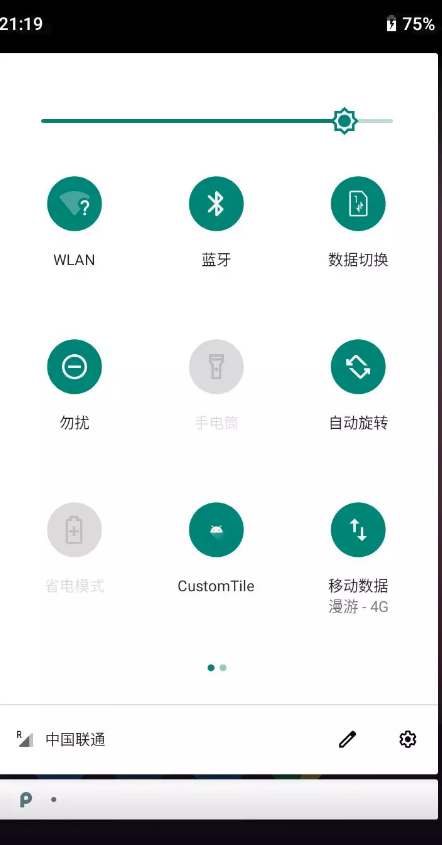 21:19
75%
WLAN
蓝牙
数据切换
勿扰
手电筒
自动旋转
省电模式
CustomTile
移动数据
漫游 - 4G
R
中国联通